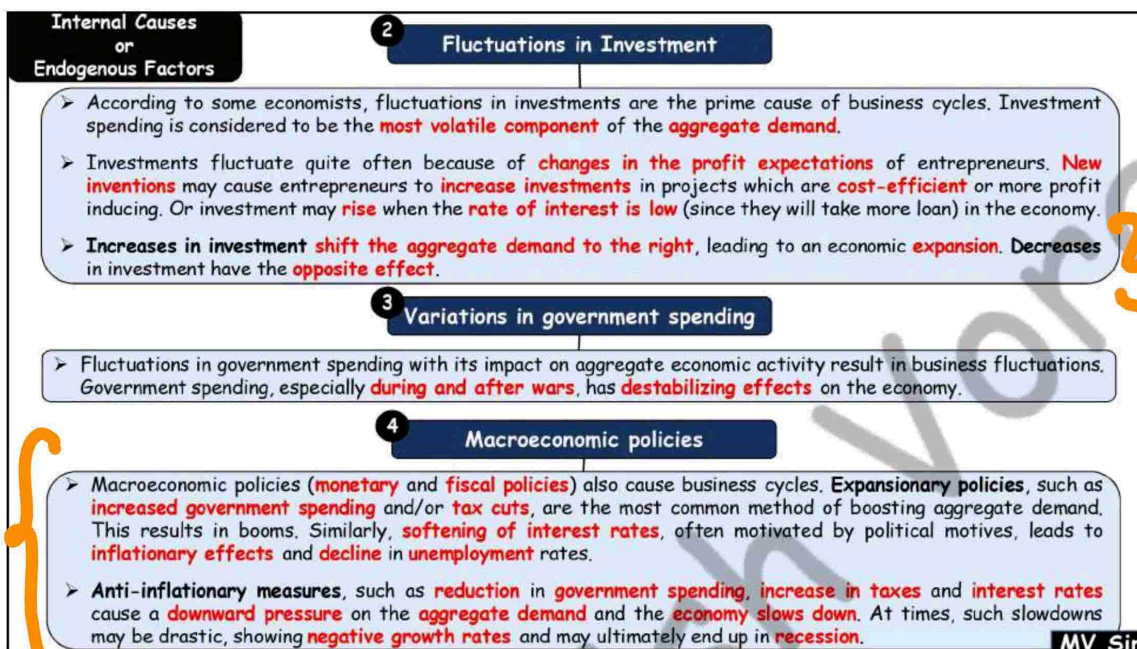 Internal Causes
or
Endogenous Factors
2
Fluctuations in Investment
➤ According to some economists, fluctuations in investments are the prime cause of business cycles. Investment
spending is considered to be the most volatile component of the aggregate demand.
➤ Investments fluctuate quite often because of changes in the profit expectations of entrepreneurs. New
inventions may cause entrepreneurs to increase investments in projects which are cost-efficient or more profit
inducing. Or investment may rise when the rate of interest is low (since they will take more loan) in the economy.
➤ Increases in investment shift the aggregate demand to the right, leading to an economic expansion. Decreases
in investment have the opposite effect.
3
Variations in government spending
➤ Fluctuations in government spending with its impact on aggregate economic activity result in business fluctuations.
Government spending, especially during and after wars, has destabilizing effects on the economy.
4
Macroeconomic policies
➤ Macroeconomic policies (monetary and fiscal policies) also cause business cycles. Expansionary policies, such as
increased government spending and/or tax cuts, are the most common method of boosting aggregate demand.
This results in booms. Similarly, softening of interest rates, often motivated by political motives, leads to
inflationary effects and decline in unemployment rates.
➤ Anti-inflationary measures, such as reduction in government spending, increase in taxes and interest rates
cause a downward pressure on the aggregate demand and the economy slows down. At times, such slowdowns
may be drastic, showing negative growth rates and may ultimately end up in recession.
MV Sir